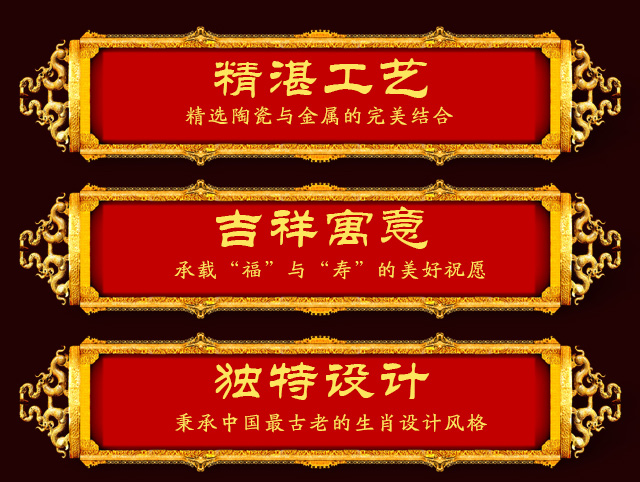 精湛工艺
精选陶瓷与金属的完美结合
吉祥寓意
承载“福”与“寿”的美好祝愿
独特设计
秉承中国最古老的生肖设计风格